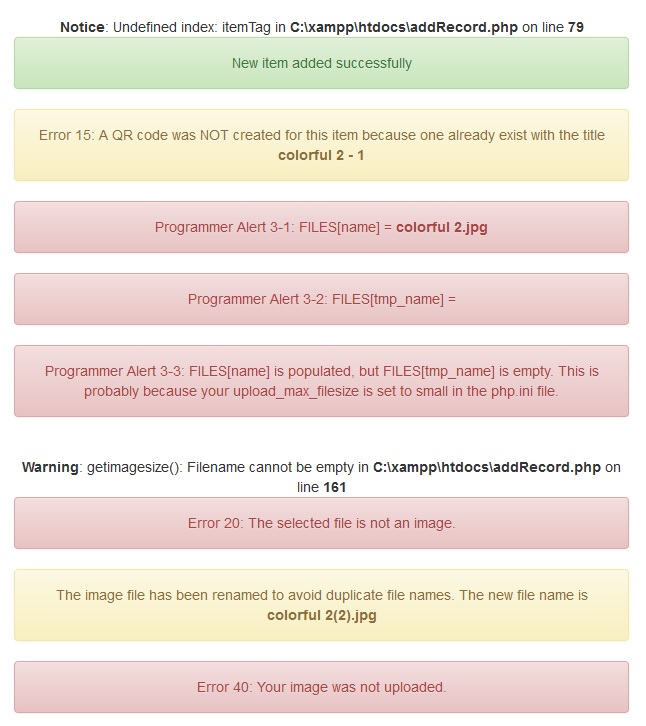 Notice: Undefined index: itemTag in C:\xampp\htdocs\addRecord.php on line 79
New item added successfully
Error 15: A QR code was NOT created for this item because one already exist with the title
colorful 2 - 1
Programmer Alert 3-1: FILES[name] = colorful 2.jpg
Programmer Alert 3-2: FILES[tmp_name] =
Programmer Alert 3-3: FILES[name] is populated, but FILES[tmp_name] is empty. This is
probably because your upload_max_filesize is set to small in the php.ini file.
Warning: getimagesize(): Filename cannot be empty in C:\xampp\htdocs\addRecord.php on
line 161
Error 20: The selected file is not an image.
The image file has been renamed to avoid duplicate file names. The new file name is
colorful 2(2).jpg
Error 40: Your image was not uploaded.